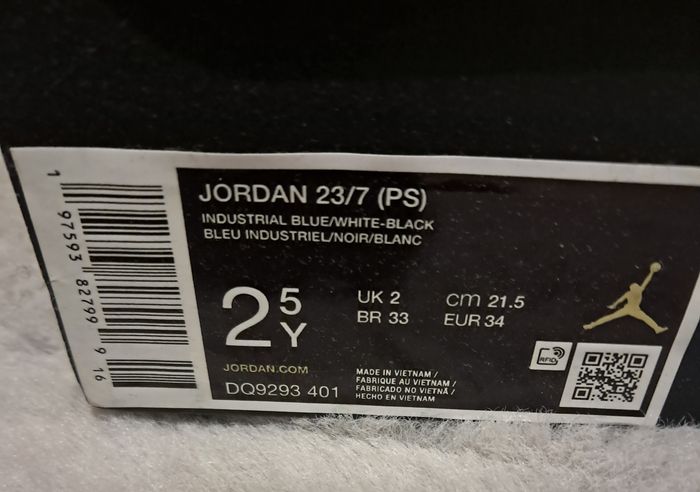 1 97593 82799 9 16
JORDAN 23/7 (PS)
INDUSTRIAL BLUE/WHITE-BLACK
BLEU INDUSTRIEL/NOIR/BLANC
2 5Y
UK 2 cm 21.5
BR 33 EUR 34
RFID
JORDAN.COM
DQ9293 401
MADE IN VIETNAM /
FABRIQUE AU VIETNAM /
FABRICADO NO VIETNÃ /
HECHO EN VIETNAM